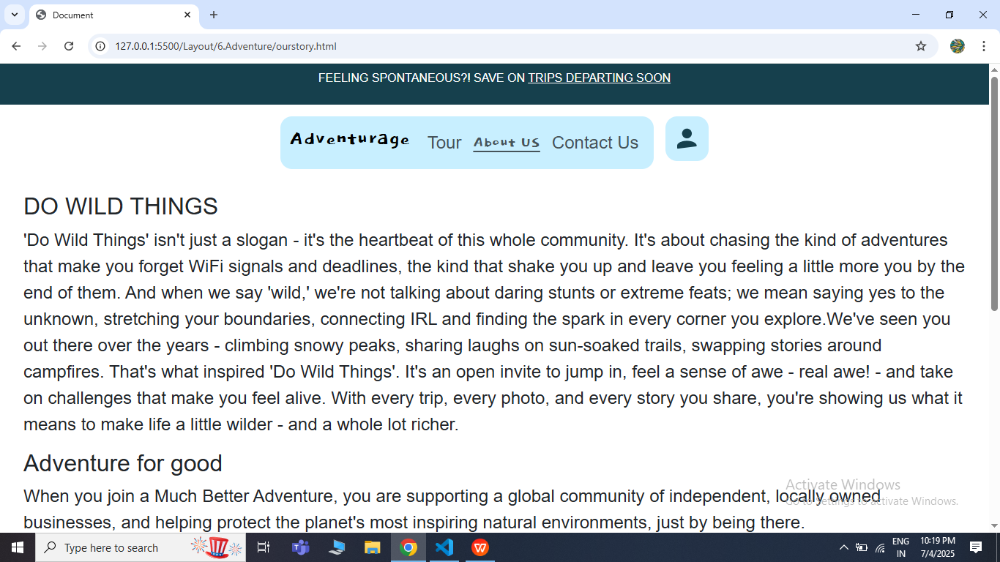 Document
127.0.0.1:5500/Layout/6.Adventure/ourstory.html
FEELING SPONTANEOUS?! SAVE ON TRIPS DEPARTING SOON
Adventurage Tour About US Contact Us
DO WILD THINGS
'Do Wild Things' isn't just a slogan - it's the heartbeat of this whole community. It's about chasing the kind of adventures
that make you forget WiFi signals and deadlines, the kind that shake you up and leave you feeling a little more you by the
end of them. And when we say 'wild,' we're not talking about daring stunts or extreme feats; we mean saying yes to the
unknown, stretching your boundaries, connecting IRL and finding the spark in every corner you explore.We've seen you
out there over the years - climbing snowy peaks, sharing laughs on sun-soaked trails, swapping stories around
campfires. That's what inspired 'Do Wild Things'. It's an open invite to jump in, feel a sense of awe - real awe! - and take
on challenges that make you feel alive. With every trip, every photo, and every story you share, you're showing us what it
means to make life a little wilder - and a whole lot richer.
Adventure for good
When you join a Much Better Adventure, you are supporting a global community of independent, locally owned
businesses, and helping protect the planet's most inspiring natural environments, just by being there.
Activate Windows
Go to Settings to activate Windows.
Type here to search
ENG
IN
10:19 PM
7/4/2025